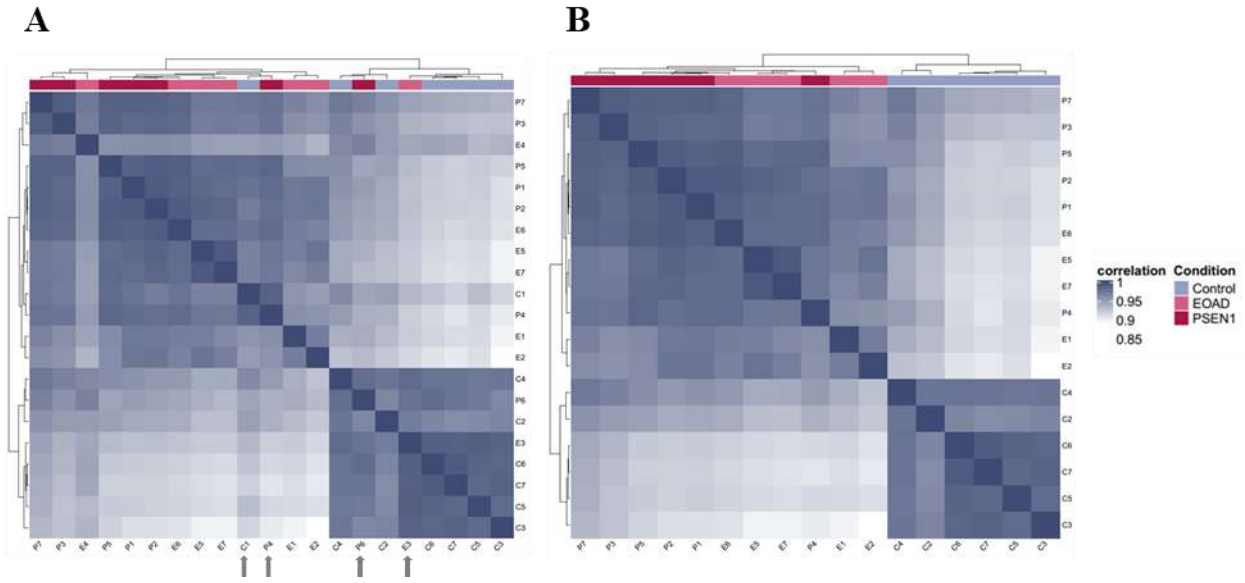 A
B
P7
P3
E4
P5
P1
P2
E6
E5
E7
C1
P4
E1
E2
C4
P6
C2
E3
C6
C7
C5
C3
P7 P3 E4 P5 P1 P2 E6 E5 E7 C1 P4 E1 E2 C4 P6 C2 E3 C6 C7 C5 C3
P7
P3
P5
P2
P1
E6
E5
E7
P4
E1
E2
C4
C2
C6
C7
C5
C3
P7 P3 P5 P2 P1 E6 E5 E7 P4 E1 E2 C4 C2 C6 C7 C5 C3
correlation Condition
1 Control
0.95 EOAD
0.9 PSEN1
0.85